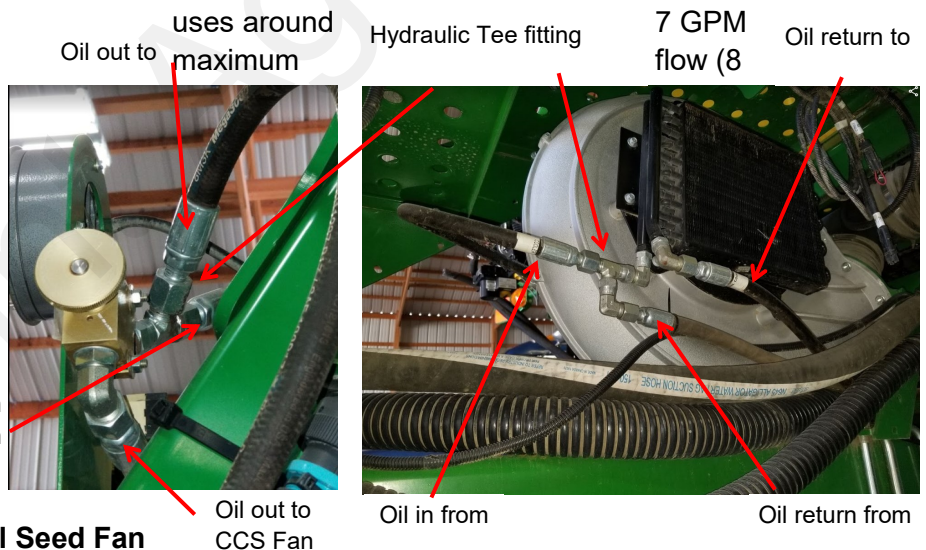 uses around
maximum
Oil out to
Hydraulic Tee fitting
7 GPM
flow (8
Oil return to
Oil out to
CCS Fan
Oil in from
Oil return from
l Seed Fan